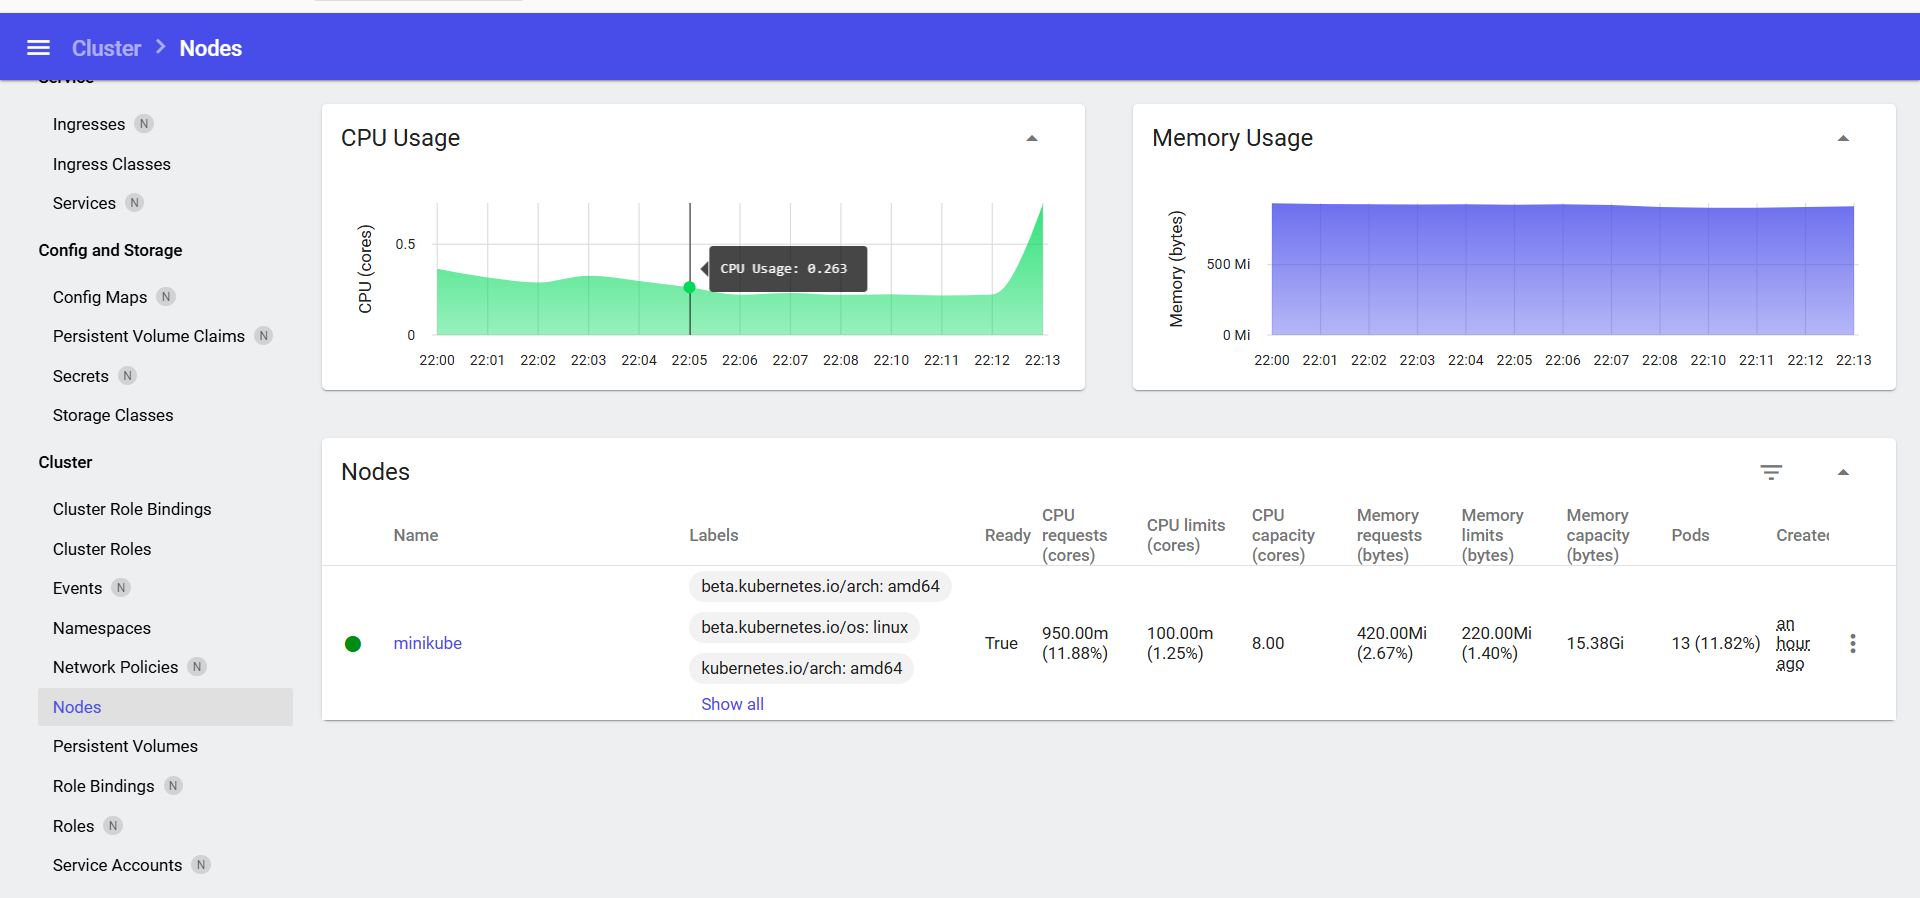 Cluster > Nodes
Service
Ingresses N
Ingress Classes
Services N
Config and Storage
Config Maps N
Persistent Volume Claims N
Secrets N
Storage Classes
Cluster
Cluster Role Bindings
Cluster Roles
Events N
Namespaces
Network Policies N
Nodes
Persistent Volumes
Role Bindings N
Roles N
Service Accounts N
CPU Usage
CPU (cores)
0.5
0
CPU Usage: 0.263
22:00 22:01 22:02 22:03 22:04 22:05 22:06 22:07 22:08 22:10 22:11 22:12 22:13
Memory Usage
Memory (bytes)
500 Mi
0 Mi
22:00 22:01 22:02 22:03 22:04 22:05 22:06 22:07 22:08 22:10 22:11 22:12 22:13
Nodes
Name
Labels
Ready
CPU
requests
(cores)
CPU limits
(cores)
CPU
capacity
(cores)
Memory
requests
(bytes)
Memory
limits
(bytes)
Memory
capacity
(bytes)
Pods
Created
minikube
beta.kubernetes.io/arch: amd64
beta.kubernetes.io/os: linux
kubernetes.io/arch: amd64
Show all
True
950.00m
(11.88%)
100.00m
(1.25%)
8.00
420.00Mi
(2.67%)
220.00Mi
(1.40%)
15.38Gi
13 (11.82%)
an
hour
ago